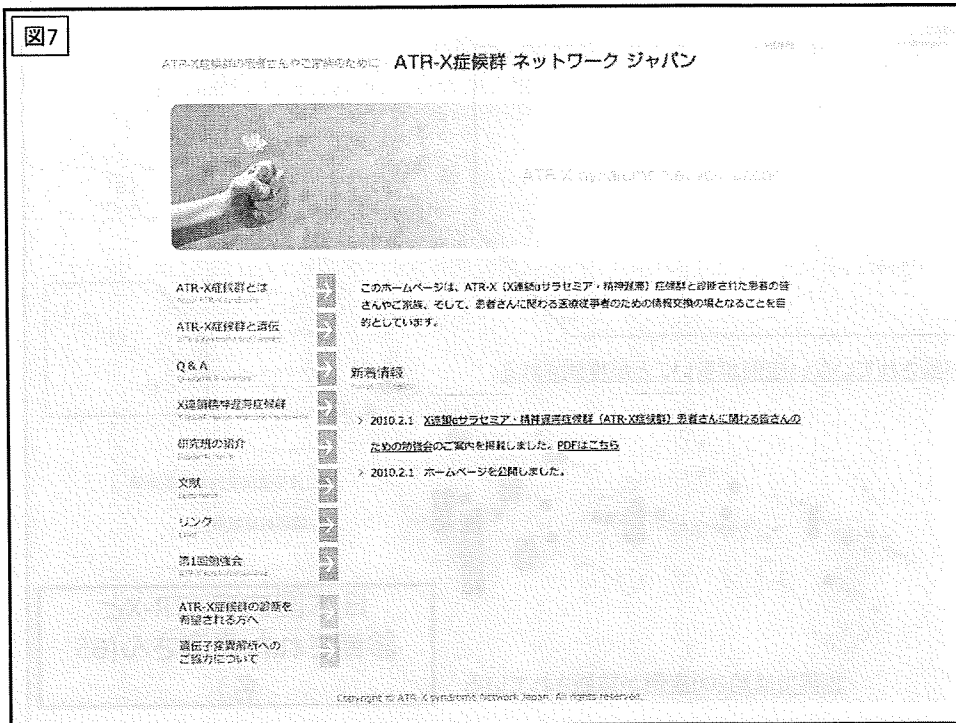 図7
ATR-X症候群の患者さんやご家族のために
ATR-X症候群 ネットワーク ジャパン
ATR-X syndrome Network Japan
ATR-X症候群とは
ATR-X症候群と遺伝
Q & A
X連鎖精神遅滞症候群
研究班の紹介
文献
リンク
第1回勉強会
ATR-X症候群の診断を
希望される方へ
遺伝子変異解析への
ご協力について
このホームページは、ATR-X（X連鎖αサラセミア・精神遅滞）症候群と診断された患者の皆
さんやご家族、そして、患者さんに関わる医療従事者のための情報交換の場となることを目
的としています。
新着情報
> 2010.2.1 X連鎖αサラセミア・精神遅滞症候群（ATR-X症候群）患者さんに関わる皆さんの
ための勉強会のご案内を掲載しました。PDFはこちら
> 2010.2.1 ホームページを公開しました。
Copyright © ATR-X syndrome Network Japan. All rights reserved.